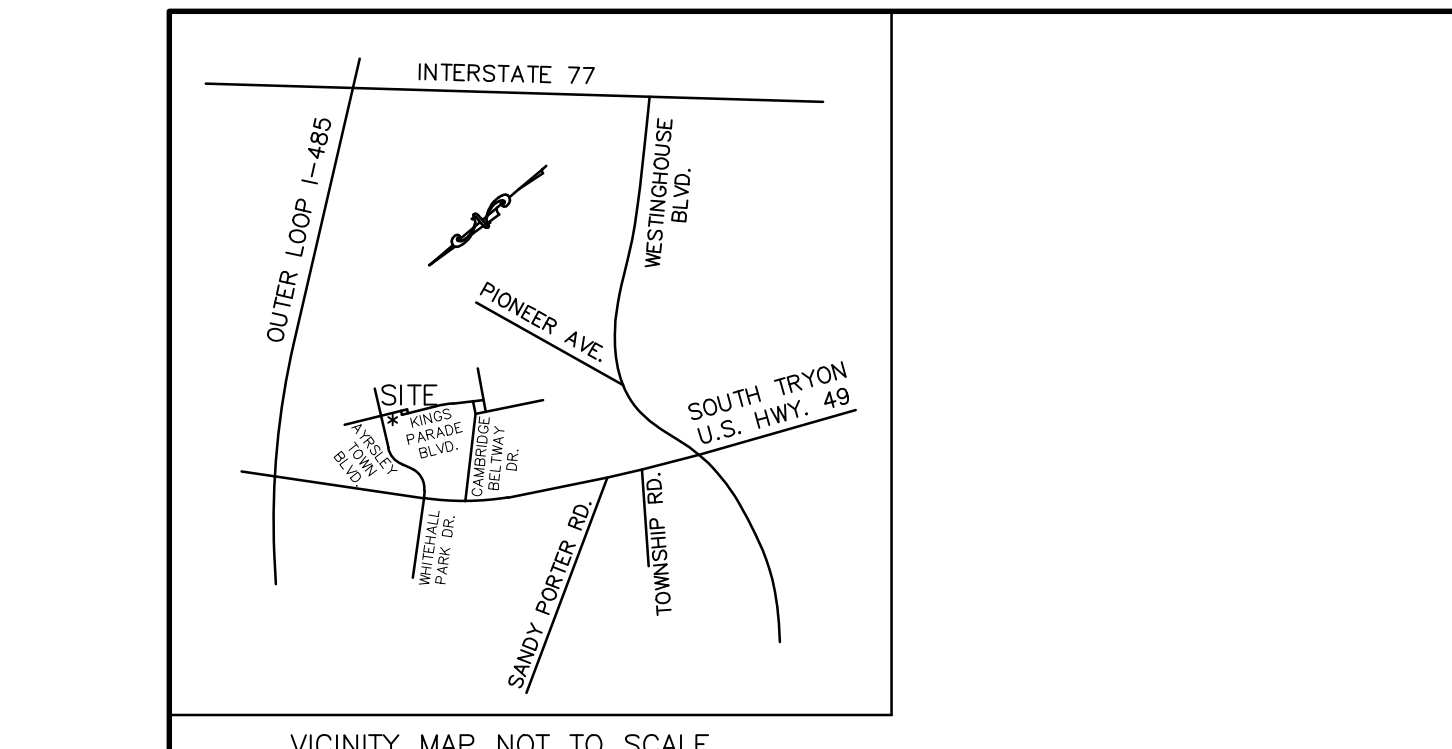 INTERSTATE 77
OUTER LOOP I-485
WESTINGHOUSE
BLVD.
PIONEER AVE.
SITE
KINGS
PARADE
BLVD.
AYRSLEY
TOWN
BLVD.
CAMBRIDGE
BELTWAY
DR.
SOUTH TRYON
U.S. HWY. 49
WHITEHALL
PARK DR.
SANDY PORTER RD.
TOWNSHIP RD.
VICINITY MAP NOT TO SCALE